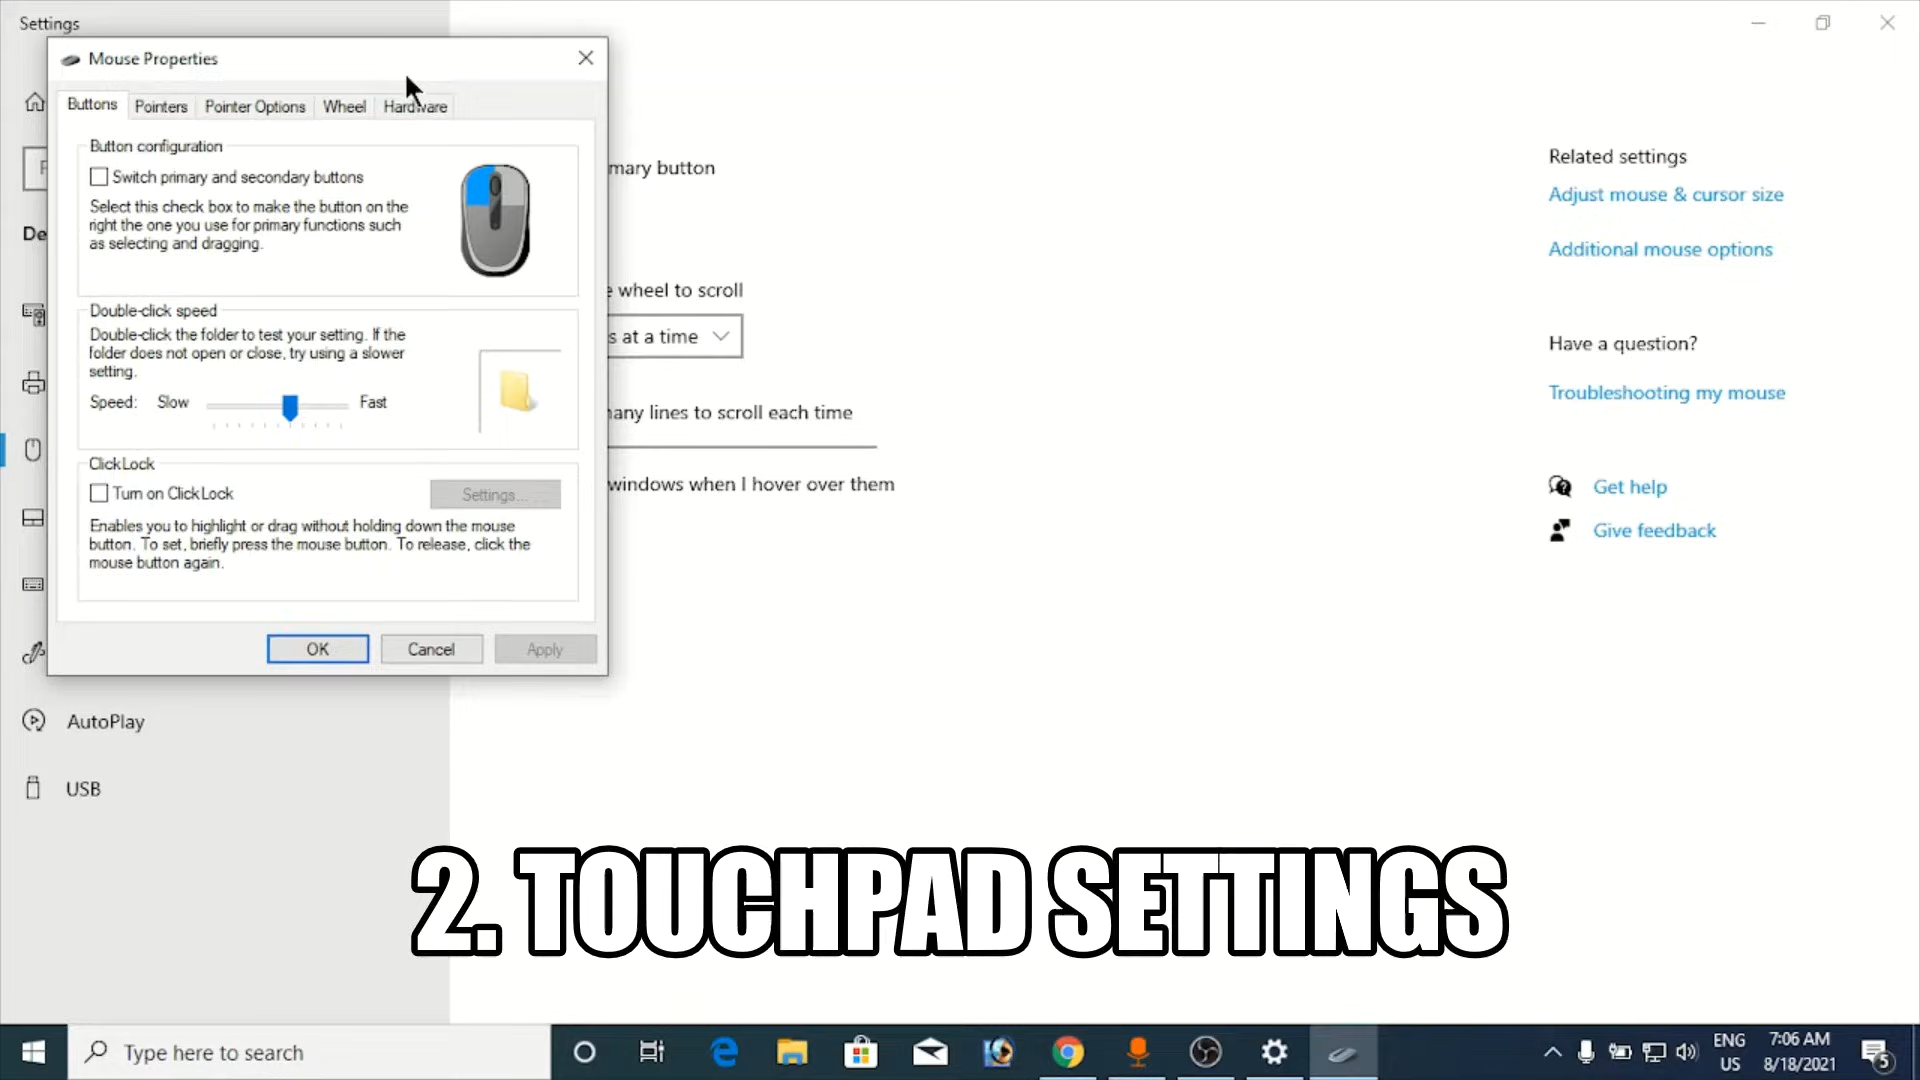 Settings
Mouse Properties
Buttons
Pointers
Pointer Options
Wheel
Hardware
Button configuration
Switch primary and secondary buttons
Select this check box to make the button on the
right the one you use for primary functions such
as selecting and dragging.
Double-click speed
Double-click the folder to test your setting. If the
folder does not open or close, try using a slower
setting.
Speed: Slow Fast
ClickLock
Turn on ClickLock
Settings...
Enables you to highlight or drag without holding down the mouse
button. To set, briefly press the mouse button. To release, click the
mouse button again.
OK
Cancel
Apply
De
AutoPlay
USB
mary button
wheel to scroll
s at a time
any lines to scroll each time
windows when I hover over them
Related settings
Adjust mouse & cursor size
Additional mouse options
Have a question?
Troubleshooting my mouse
Get help
Give feedback
2. TOUCHPAD SETTINGS
Type here to search
ENG
US
7:06 AM
8/18/2021
5